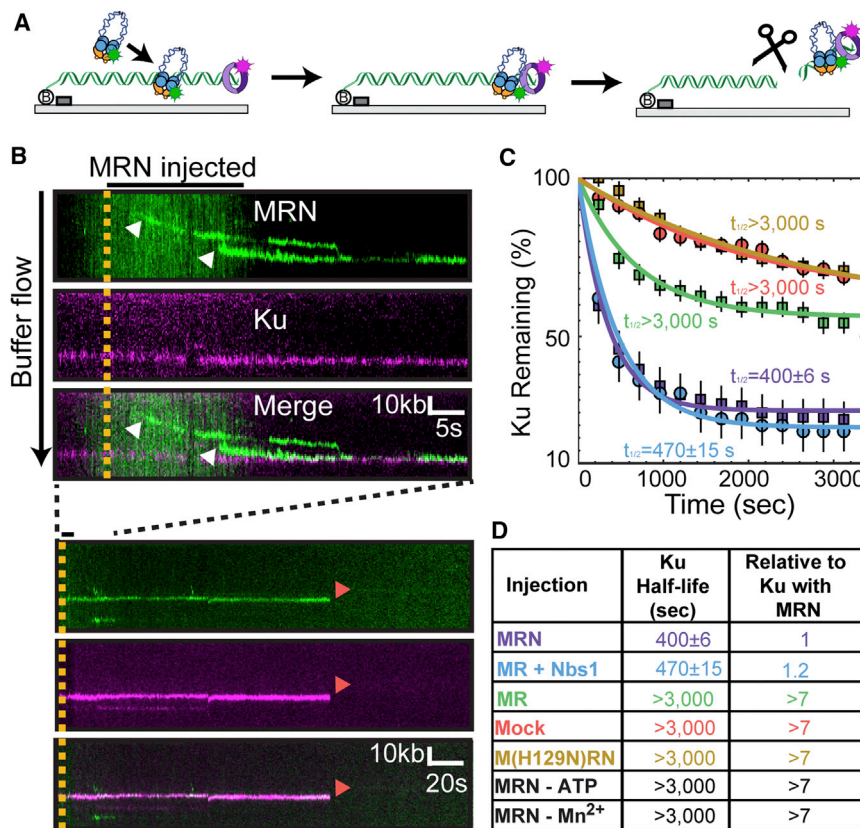 A
B
B
B
B
MRN injected
Buffer flow
MRN
Ku
Merge
10kb
5s
10kb
20s
C
Ku Remaining (%)
100
50
10
t1/2>3,000 s
t1/2>3,000 s
t1/2>3,000 s
t1/2=400±6 s
t1/2=470±15 s
0 1000 2000 3000
Time (sec)
D
Injection Ku Half-life (sec) Relative to Ku with MRN
MRN 400±6 1
MR + Nbs1 470±15 1.2
MR >3,000 >7
Mock >3,000 >7
M(H129N)RN >3,000 >7
MRN - ATP >3,000 >7
MRN - Mn2+ >3,000 >7